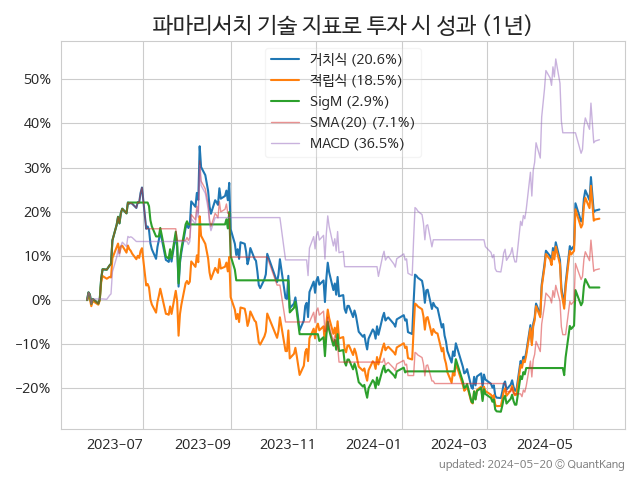 파마리서치 기술 지표로 투자 시 성과 (1년)
거치식 (20.6%)
적립식 (18.5%)
SigM (2.9%)
SMA(20) (7.1%)
MACD (36.5%)
50%
40%
30%
20%
10%
0%
−10%
−20%
2023-07 2023-09 2023-11 2024-01 2024-03 2024-05
updated: 2024-05-20 © QuantKang